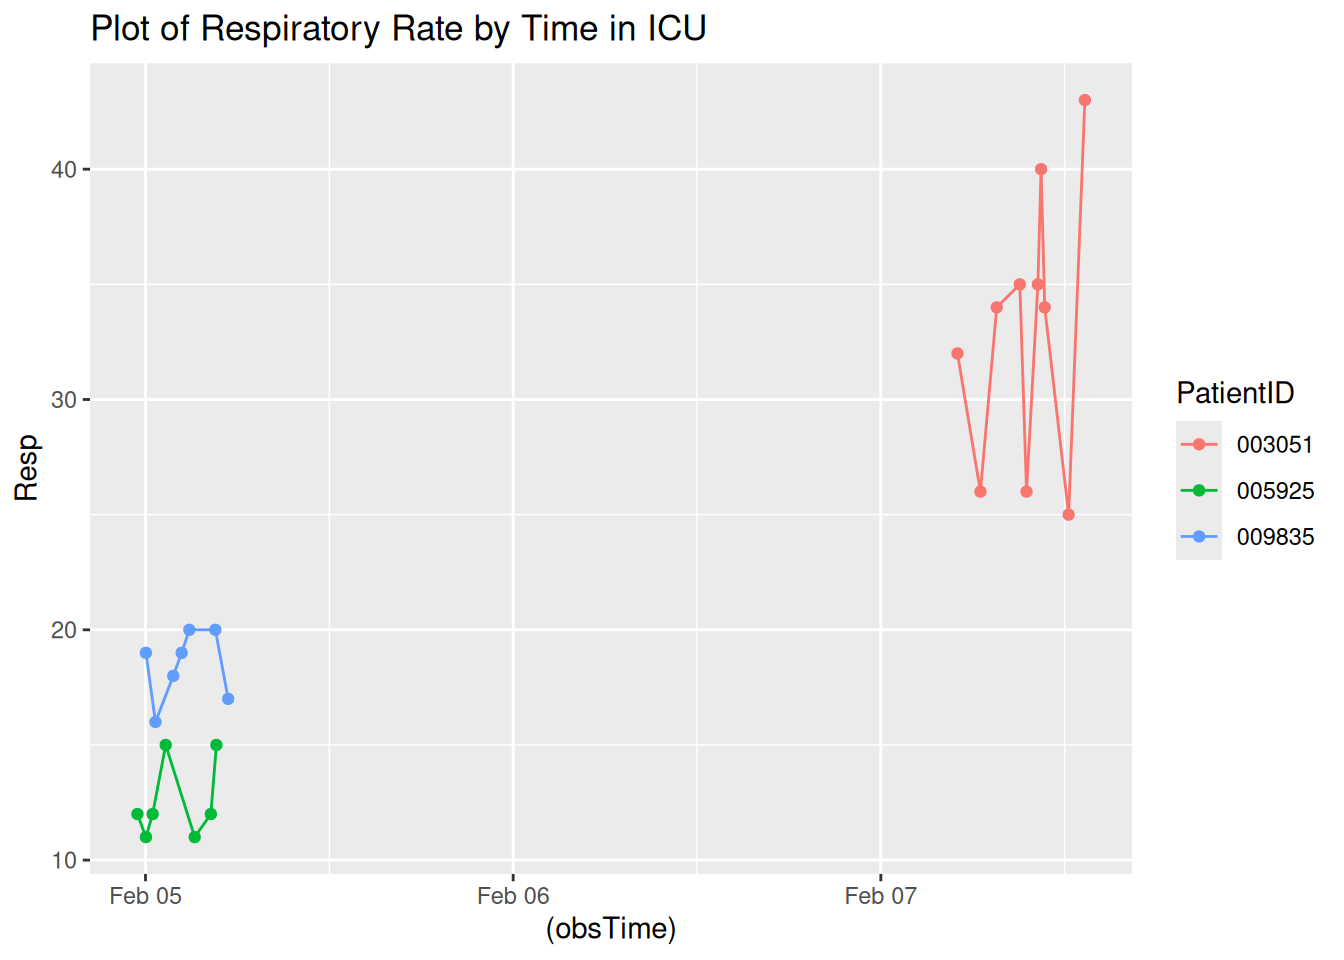 Plot of Respiratory Rate by Time in ICU
Resp
40
30
20
10
Feb 05
Feb 06
Feb 07
(obsTime)
PatientID
003051
005925
009835